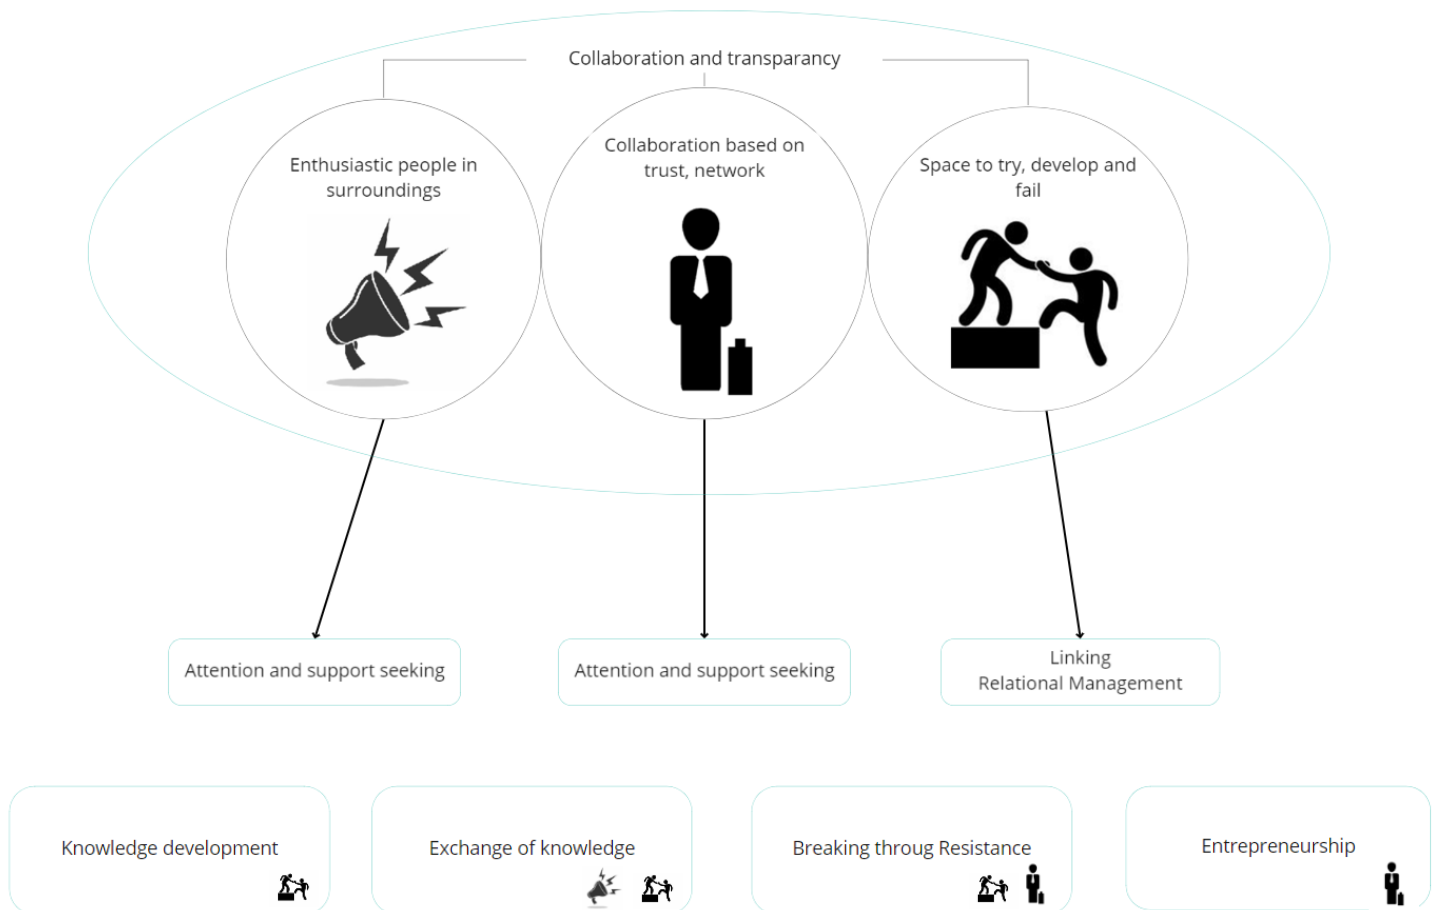 Collaboration and transparancy
Enthusiastic people in
surroundings
Collaboration based on
trust, network
Space to try, develop and
fail
Attention and support seeking
Attention and support seeking
Linking
Relational Management
Knowledge development
Exchange of knowledge
Breaking throug Resistance
Entrepreneurship